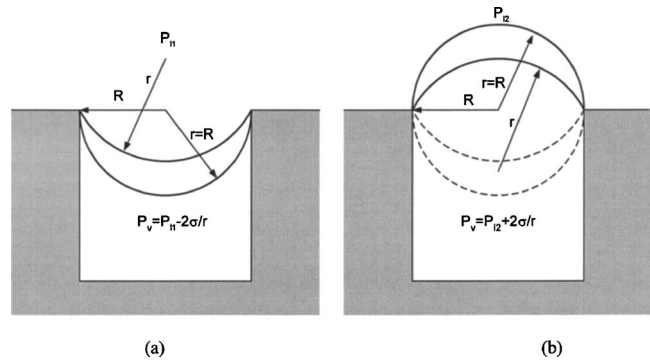 P_l1
r
R
r=R
P_v=P_l1-2σ/r
(a)
P_l2
r=R
R
r
P_v=P_l2+2σ/r
(b)